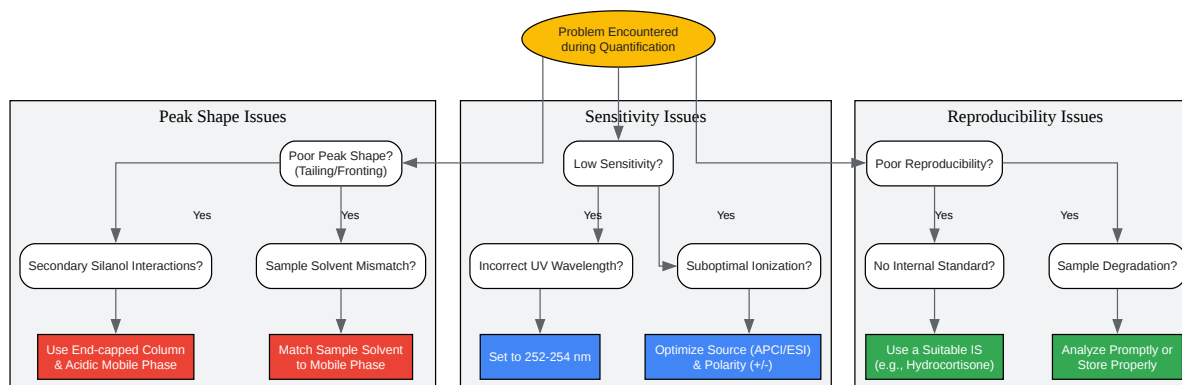 Problem Encountered
during Quantification
Peak Shape Issues
Sensitivity Issues
Reproducibility Issues
Poor Peak Shape?
(Tailing/Fronting)
Low Sensitivity?
Poor Reproducibility?
Yes
Yes
Yes
Yes
Yes
Yes
Secondary Silanol Interactions?
Sample Solvent Mismatch?
Incorrect UV Wavelength?
Suboptimal Ionization?
No Internal Standard?
Sample Degradation?
Use End-capped Column
& Acidic Mobile Phase
Match Sample Solvent
to Mobile Phase
Set to 252-254 nm
Optimize Source (APCI/ESI)
& Polarity (+/-)
Use a Suitable IS
(e.g., Hydrocortisone)
Analyze Promptly or
Store Properly